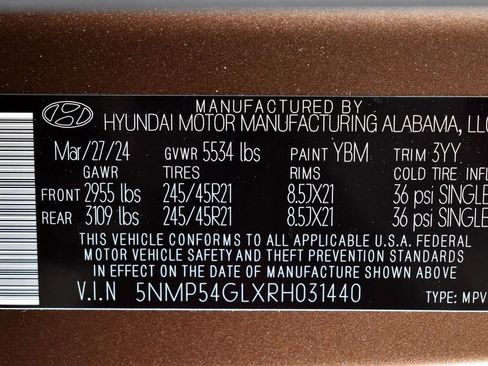 MANUFACTURED BY
HYUNDAI MOTOR MANUFACTURING ALABAMA, LLC
Mar/27/24 GVWR 5534 lbs PAINT YBM TRIM 3YY
GAWR TIRES RIMS COLD TIRE INFL
FRONT 2955 lbs 245/45R21 8.5JX21 36 psi SINGLE
REAR 3109 lbs 245/45R21 8.5JX21 36 psi SINGLE
THIS VEHICLE CONFORMS TO ALL APPLICABLE U.S.A. FEDERAL
MOTOR VEHICLE SAFETY AND THEFT PREVENTION STANDARDS
IN EFFECT ON THE DATE OF MANUFACTURE SHOWN ABOVE.
V.I.N 5NMP54GLXRH031440 TYPE: MPV